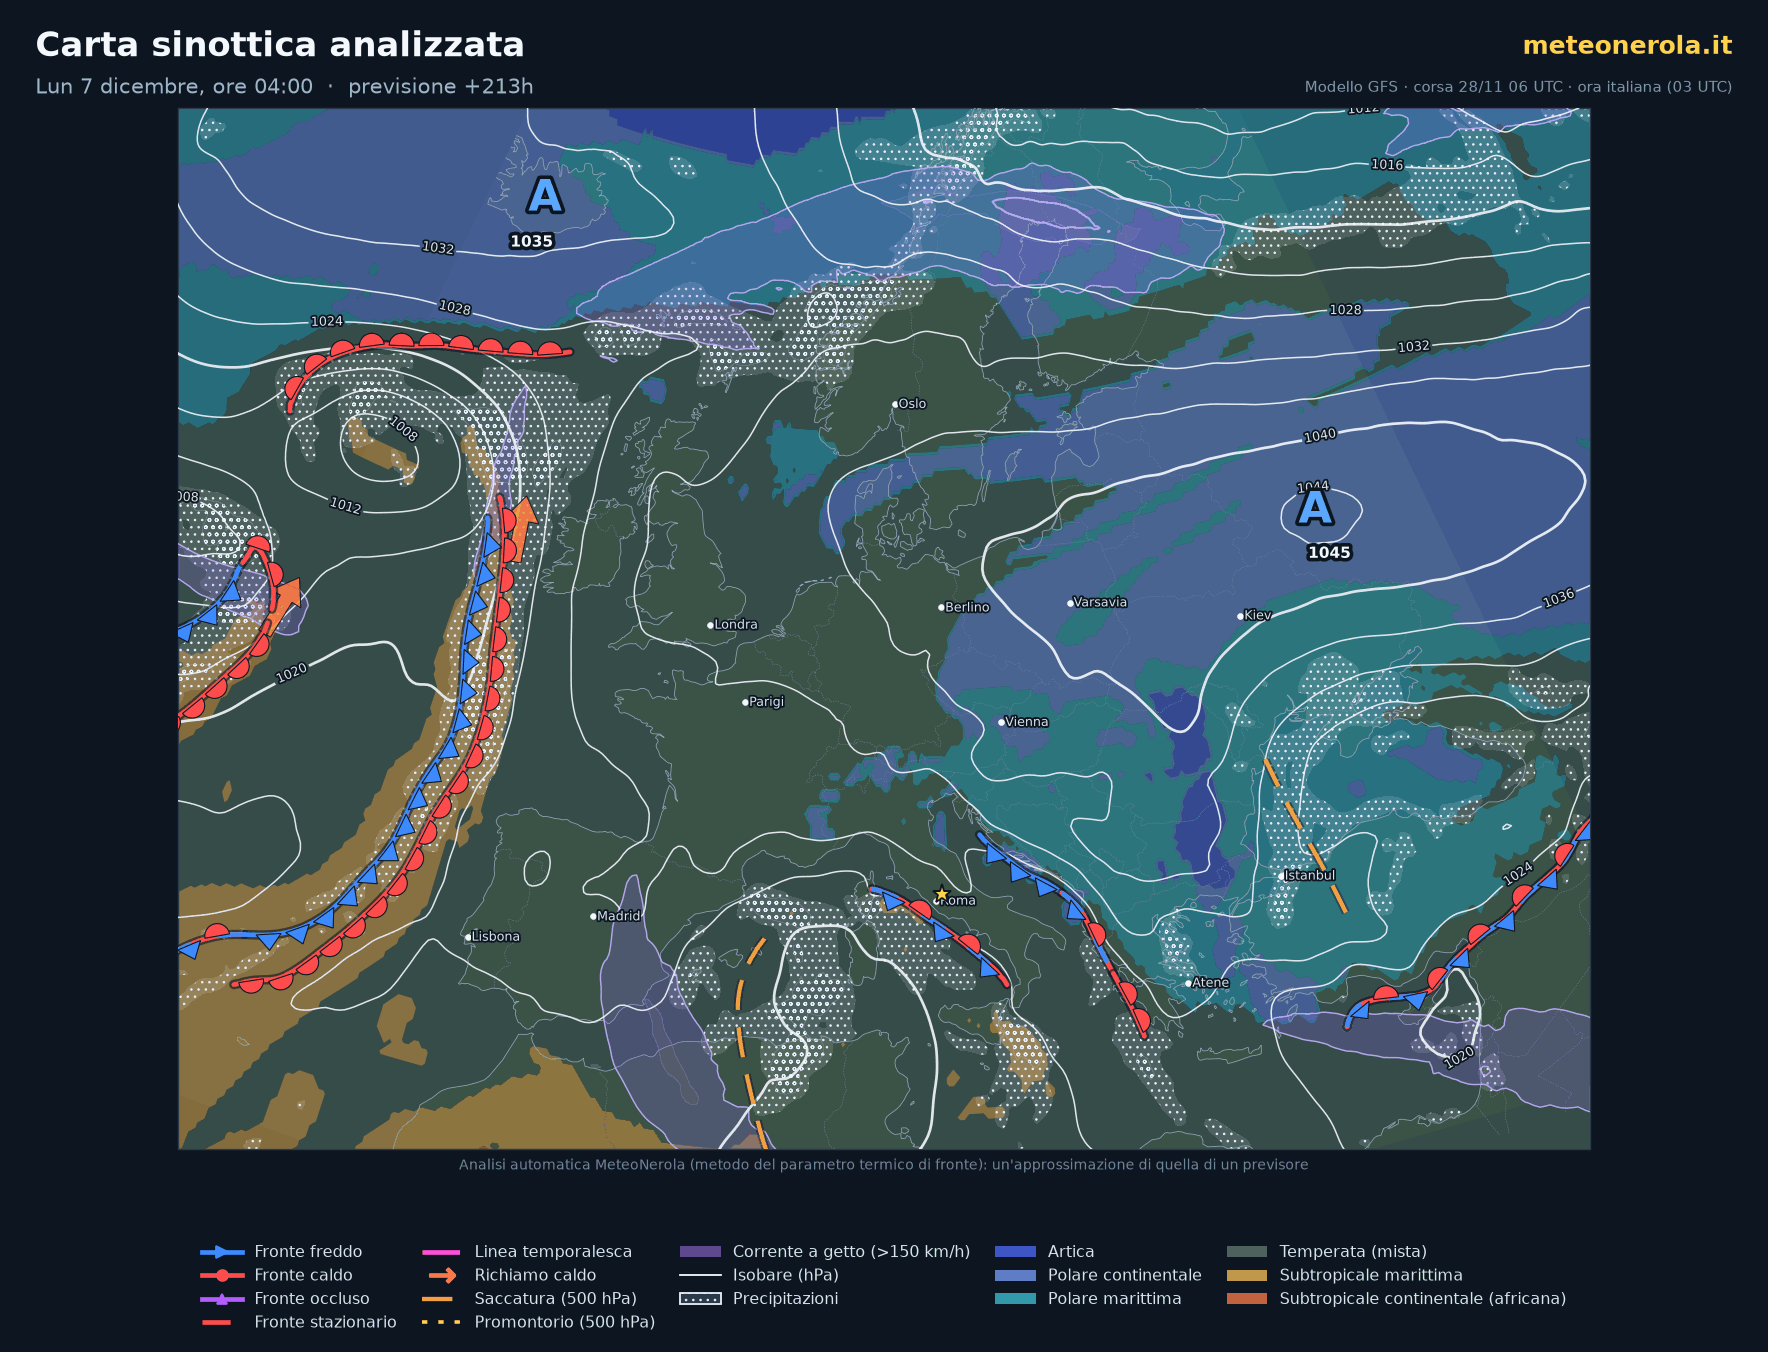 Carta sinottica analizzata
meteonerola.it
Lun 7 dicembre, ore 04:00 · previsione +213h
Modello GFS · corsa 28/11 06 UTC · ora italiana (03 UTC)
1012
1016
A
1035
1032
1028
1024
1028
1032
1008
Oslo
1040
1044
A
1045
008
1012
1036
Berlino
Varsavia
Kiev
Londra
1020
Parigi
Vienna
1024
Istanbul
Roma
Madrid
Lisbona
Atene
1020
Analisi automatica MeteoNerola (metodo del parametro termico di fronte): un'approssimazione di quella di un previsore
Fronte freddo
Linea temporalesca
Corrente a getto (>150 km/h)
Artica
Temperata (mista)
Fronte caldo
Richiamo caldo
Isobare (hPa)
Polare continentale
Subtropicale marittima
Fronte occluso
Saccatura (500 hPa)
Precipitazioni
Polare marittima
Subtropicale continentale (africana)
Fronte stazionario
Promontorio (500 hPa)